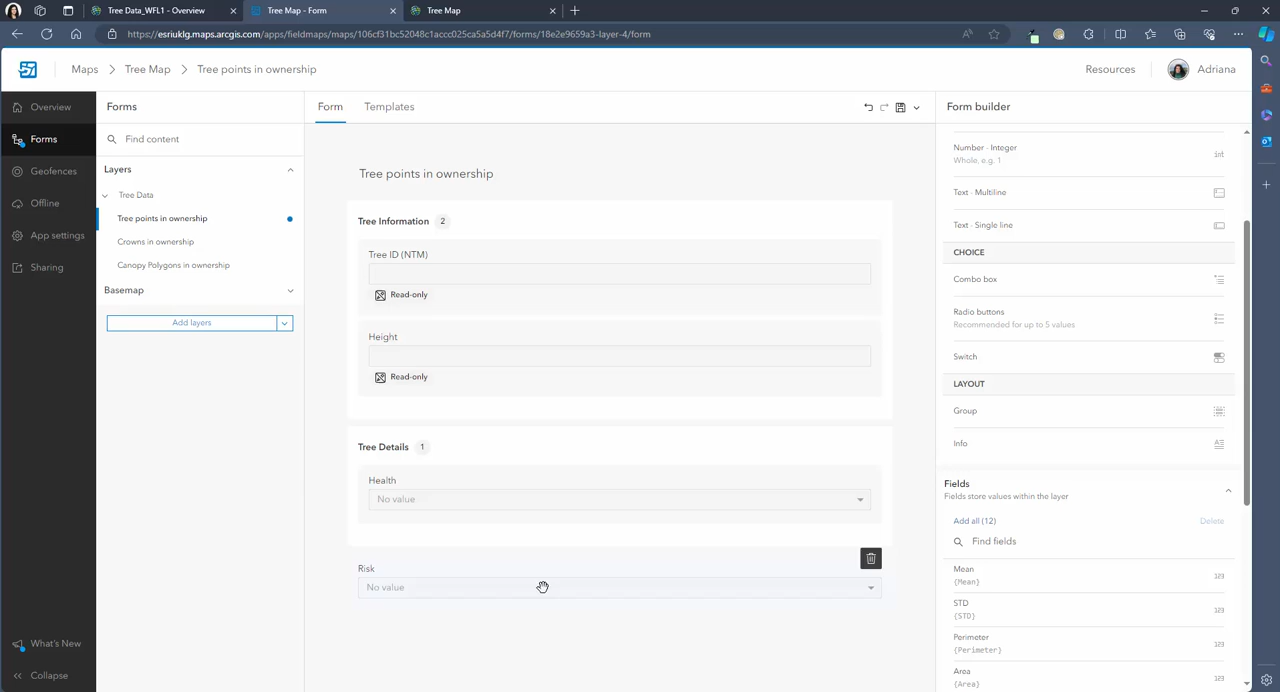 Tree Data_WFL1 - Overview
Tree Map - Form
Tree Map
https://esriuklg.maps.arcgis.com/apps/fieldmaps/maps/106cf31bc52048c1accc025ca5a5d4f7/forms/18e2e9659a3-layer-4/form
Maps
Tree Map
Tree points in ownership
Resources
Adriana
Overview
Forms
Geofences
Offline
App settings
Sharing
What's New
Collapse
Forms
Find content
Layers
Tree Data
Tree points in ownership
Crowns in ownership
Canopy Polygons in ownership
Basemap
Add layers
Form
Templates
Tree points in ownership
Tree Information 2
Tree ID (NTM)
Read-only
Height
Read-only
Tree Details 1
Health
No value
Risk
No value
Form builder
Number - Integer
Whole, e.g. 1
int
Text - Multiline
Text - Single line
CHOICE
Combo box
Radio buttons
Recommended for up to 5 values
Switch
LAYOUT
Group
Info
Fields
Fields store values within the layer
Add all (12)
Delete
Find fields
Mean
{Mean}
123
STD
{STD}
123
Perimeter
{Perimeter}
123
Area
{Area}
123